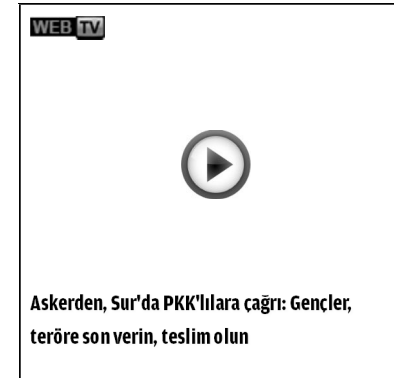 WEB TV
Askerden, Sur'da PKK'lılara çağrı: Gençler,
teröre son verin, teslim olun